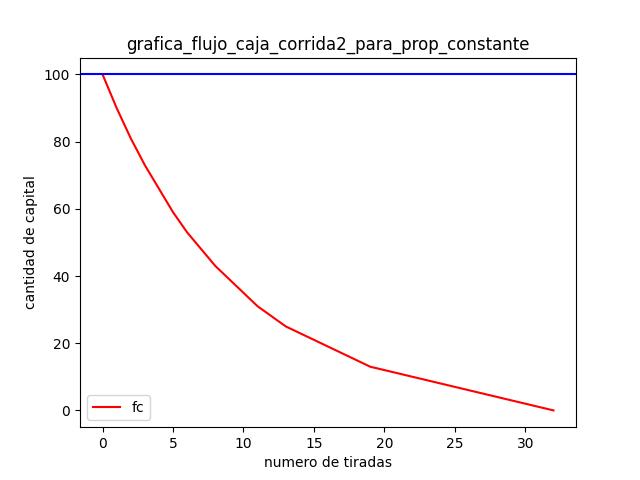 grafica_flujo_caja_corrida2_para_prop_constante
cantidad de capital
100
80
60
40
20
0
fc
0 5 10 15 20 25 30
numero de tiradas